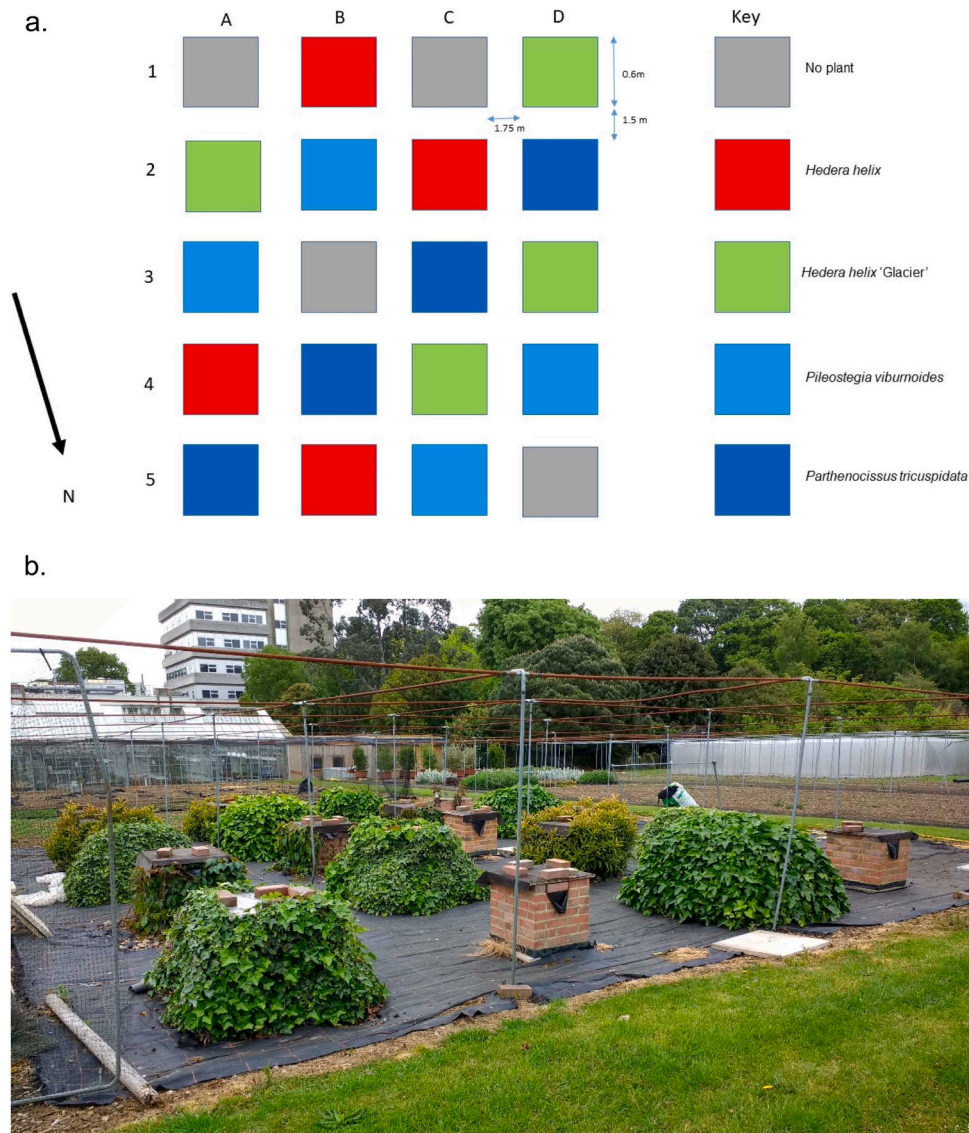 a.
A B C D Key
1
No plant
0.6m
1.5 m
1.75 m
2
Hedera helix
3
Hedera helix 'Glacier'
4
Pileostegia viburnoides
5
Parthenocissus tricuspidata
N
b.